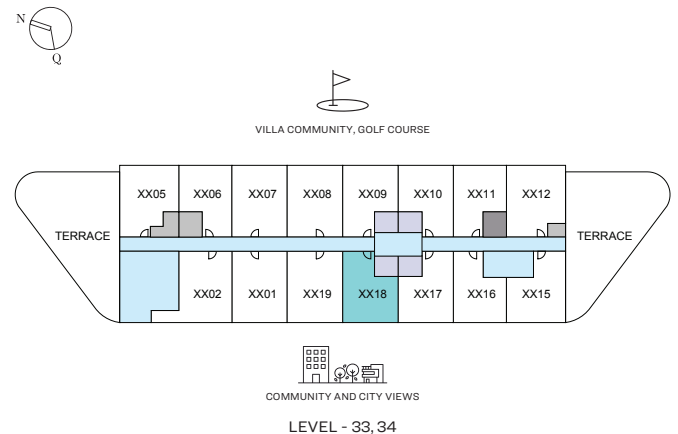 N
Q
VILLA COMMUNITY, GOLF COURSE
XX05 XX06 XX07 XX08 XX09 XX10 XX11 XX12
TERRACE TERRACE
XX02 XX01 XX19 XX18 XX17 XX16 XX15
COMMUNITY AND CITY VIEWS
LEVEL - 33, 34